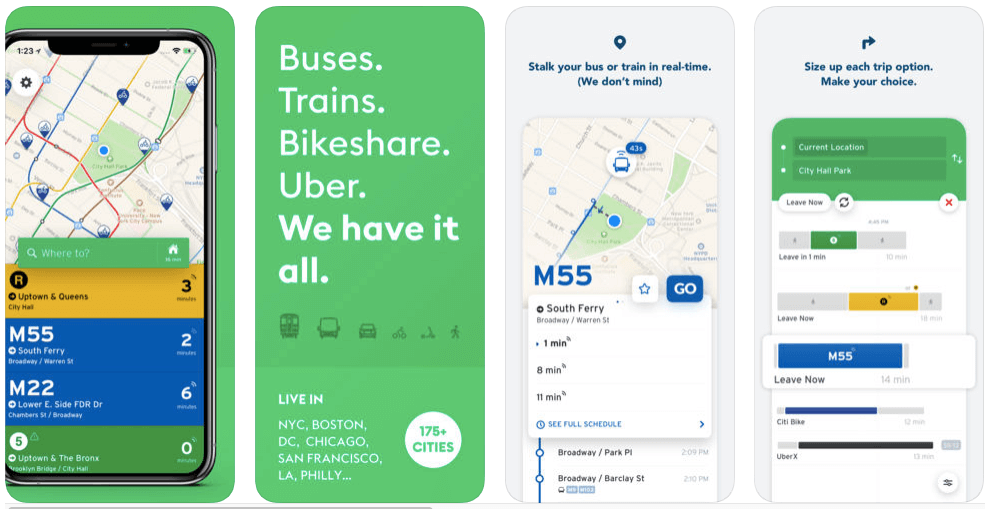 1:23
City Hall Park
Where to?
16 min
R
Uptown & Queens
City Hall
3
minutes
M55
South Ferry
Broadway / Warren St
2
minutes
M22
Lower E. Side FDR Dr
Chambers St / Broadway
6
minutes
5
Uptown & The Bronx
Brooklyn Bridge / City Hall
0
minutes
Buses.
Trains.
Bikeshare.
Uber.
We have it
all.
LIVE IN
NYC, BOSTON,
DC, CHICAGO,
SAN FRANCISCO,
LA, PHILLY...
175+
CITIES
Stalk your bus or train in real-time.
(We don't mind)
43s
City Hall Park
M55
GO
South Ferry
Broadway / Warren St
1 min
8 min
11 min
SEE FULL SCHEDULE
Broadway / Park Pl
2:09 PM
Broadway / Barclay St
2:10 PM
Size up each trip option.
Make your choice.
Current Location
City Hall Park
Leave Now
Leave in 1 min
10 min
R
Leave Now
18 min
M55
Leave Now
14 min
Citi Bike
12 min
UberX
13 min